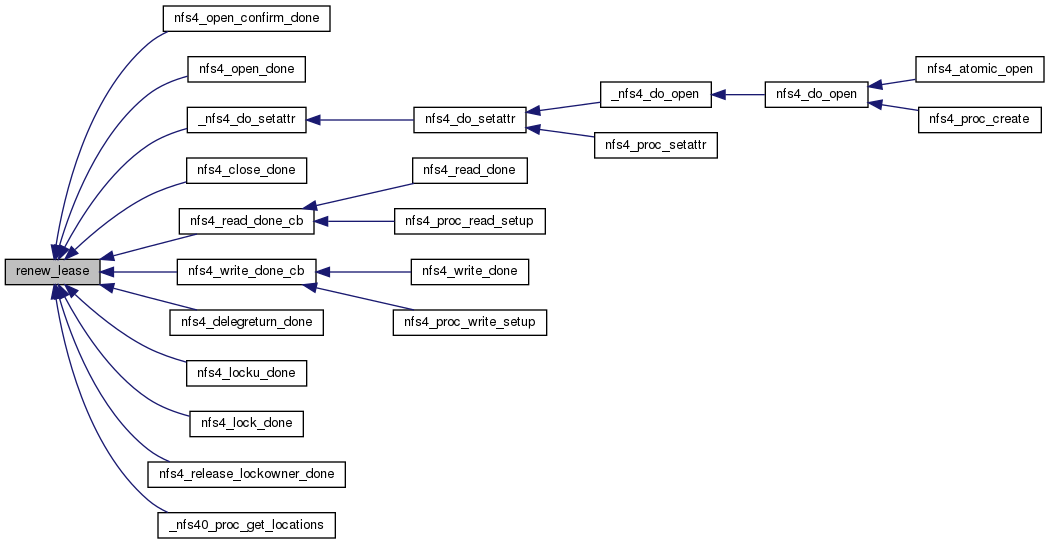 nfs4_open_confirm_done
nfs4_open_done
_nfs4_do_setattr
nfs4_do_setattr
_nfs4_do_open
nfs4_do_open
nfs4_atomic_open
nfs4_proc_create
nfs4_proc_setattr
nfs4_close_done
nfs4_read_done_cb
nfs4_read_done
nfs4_proc_read_setup
renew_lease
nfs4_write_done_cb
nfs4_write_done
nfs4_proc_write_setup
nfs4_delegreturn_done
nfs4_locku_done
nfs4_lock_done
nfs4_release_lockowner_done
_nfs40_proc_get_locations